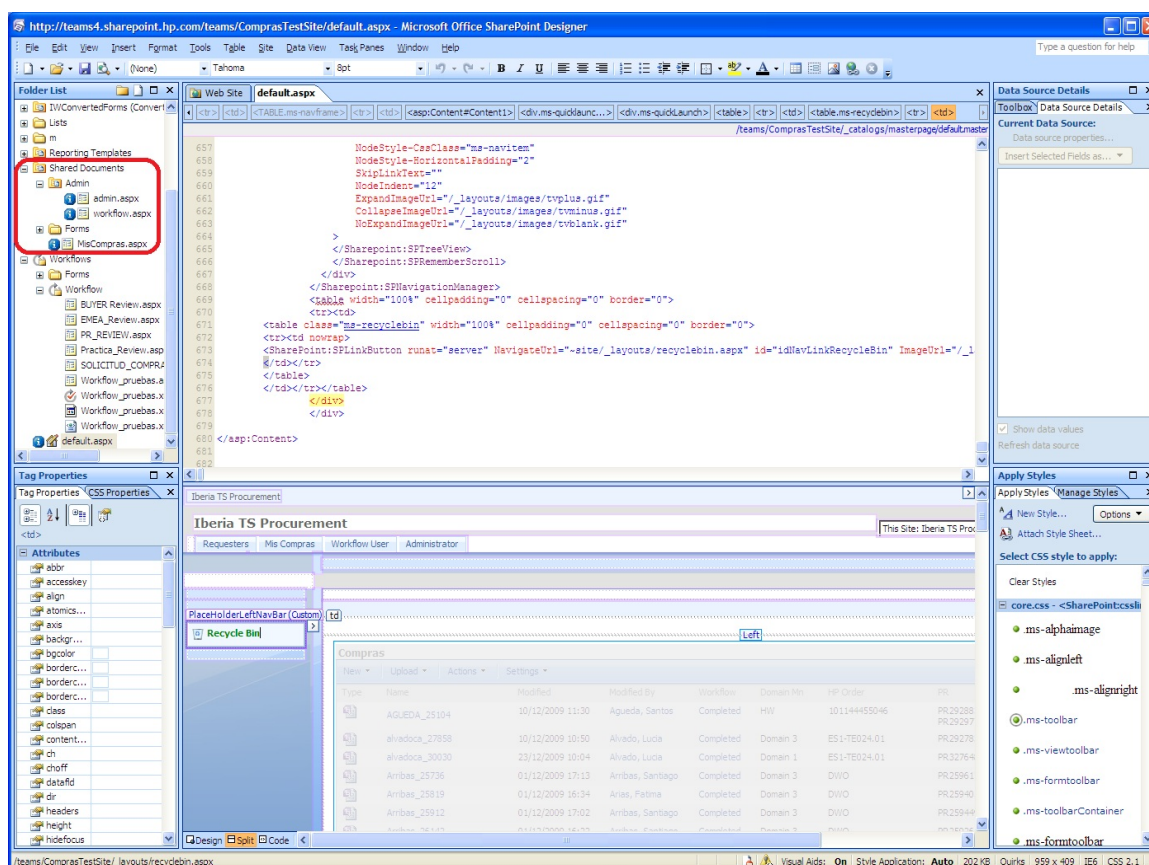 http://teams4.sharepoint.hp.com/teams/ComprasTestSite/default.aspx - Microsoft Office SharePoint Designer
File Edit View Insert Format Tools Table Site Data View Task Panes Window Help
Type a question for help
(None) Tahoma 8pt B I U
Folder List
IWConvertedForms (Convert
Lists
m
Reporting Templates
Shared Documents
Admin
admin.aspx
workflow.aspx
Forms
MisCompras.aspx
Workflows
Forms
Workflow
BUYER Review.aspx
EMEA_Review.aspx
PR_REVIEW.aspx
Practica_Review.asp
SOLICITUD_COMPRA
Workflow_pruebas.a
Workflow_pruebas.x
Workflow_pruebas.x
Workflow_pruebas.x
default.aspx
Web Site default.aspx
<tr> <td> <TABLE.ms-navframe> <tr> <td> <asp:Content#Content1> <div.ms-quicklaunc...> <div.ms-quickLaunch> <table> <tr> <td> <table.ms-recyclebin> <tr> <td>
/teams/ComprasTestSite/_catalogs/masterpage/default.master
657 NodeStyle-CssClass="ms-navitem"
658 NodeStyle-HorizontalPadding="2"
659 SkipLinkText=""
660 NodeIndent="12"
661 ExpandImageUrl="/_layouts/images/tvplus.gif"
662 CollapseImageUrl="/_layouts/images/tvminus.gif"
663 NoExpandImageUrl="/_layouts/images/tvblank.gif"
664 >
665 </Sharepoint:SPTreeView>
666 </Sharepoint:SPRememberScroll>
667 </div>
668 </Sharepoint:SPNavigationManager>
669 <table width="100%" cellpadding="0" cellspacing="0" border="0">
670 <tr><td>
671 <table class="ms-recyclebin" width="100%" cellpadding="0" cellspacing="0" border="0">
672 <tr><td nowrap>
673 <SharePoint:SPLinkButton runat="server" NavigateUrl="~site/_layouts/recyclebin.aspx" id="idNavLinkRecycleBin" ImageUrl="/_l
674 </td></tr>
675 </table>
676 </td></tr></table>
677 </div>
678 </div>
679
680 </asp:Content>
681
682
Data Source Details
Toolbox Data Source Details
Current Data Source:
Data source properties...
Insert Selected Fields as...
Show data values
Refresh data source
Tag Properties
Tag Properties CSS Properties
<td>
Attributes
abbr
accesskey
align
atomics...
axis
backgr...
bgcolor
borderc...
borderc...
borderc...
class
colspan
content...
ch
choff
datafld
dir
headers
height
hidefocus
Iberia TS Procurement
Iberia TS Procurement
This Site: Iberia TS Proc
Requesters Mis Compras Workflow User Administrator
PlaceHolderLeftNavBar (Custom) td
Recycle Bin
Left
Compras
New Upload Actions Settings
Type Name Modified Modified By Workflow Domain Mn HP Order PR
AGUEDA_25104 10/12/2009 11:30 Agueda, Santos Completed HW 101144455046 PR29288
PR29297
alvadoca_27858 10/12/2009 10:50 Alvado, Lucia Completed Domain 3 ES1-TE024.01 PR29278
alvadoca_30030 23/12/2009 10:04 Alvado, Lucia Completed Domain 1 ES1-TE024.01 PR32764
Arribas_25736 01/12/2009 17:13 Arribas, Santiago Completed Domain 3 DWO PR25961
Arribas_25819 01/12/2009 16:34 Arias, Fatima Completed Domain 3 DWO PR25940
Arribas_25912 01/12/2009 17:02 Arribas, Santiago Completed Domain 3 DWO PR25944
Design Split Code
Apply Styles
Apply Styles Manage Styles
New Style... Options
Attach Style Sheet...
Select CSS style to apply:
Clear Styles
core.css - <SharePoint:cssli
.ms-alphaimage
.ms-alignleft
.ms-alignright
.ms-toolbar
.ms-viewtoolbar
.ms-formtoolbar
.ms-toolbarContainer
.ms-formtoolbar
/teams/ComprasTestSite/_layouts/recyclebin.aspx
Visual Aids: On Style Application: Auto 202 KB Quirks 959 x 409 IE6 CSS 2.1